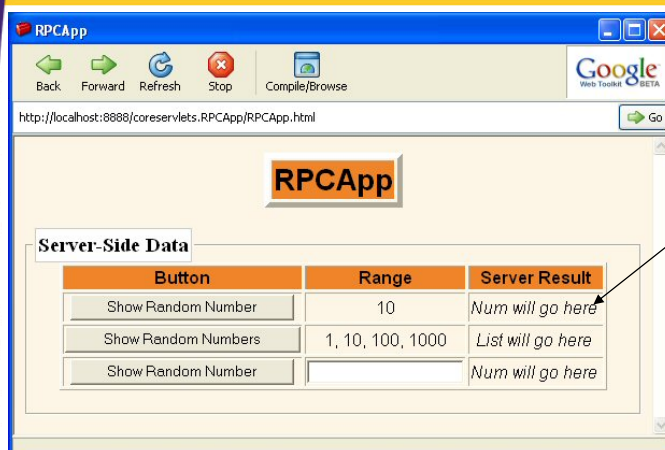 RPCApp
Back Forward Refresh Stop Compile/Browse
Google
Web Toolkit BETA
http://localhost:8888/coreservlets.RPCApp/RPCApp.html Go
RPCApp
Server-Side Data
Button Range Server Result
Show Random Number 10 Num will go here
Show Random Numbers 1, 10, 100, 1000 List will go here
Show Random Number Num will go here